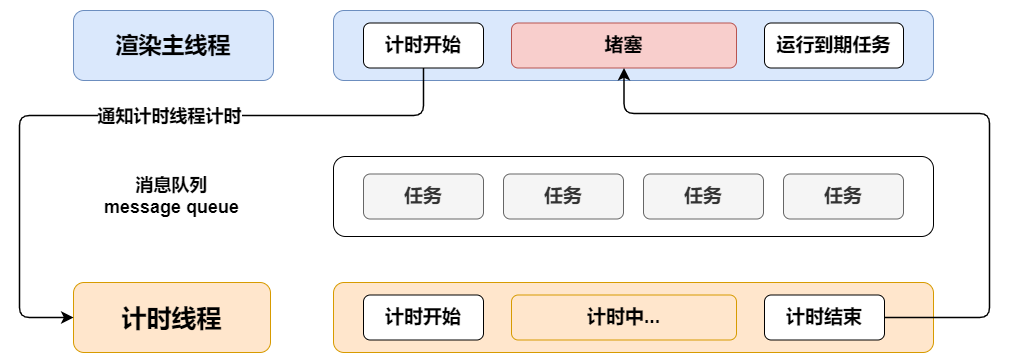 渲染主线程
计时开始
堵塞
运行到期任务
通知计时线程计时
消息队列
message queue
任务
任务
任务
任务
计时线程
计时开始
计时中...
计时结束